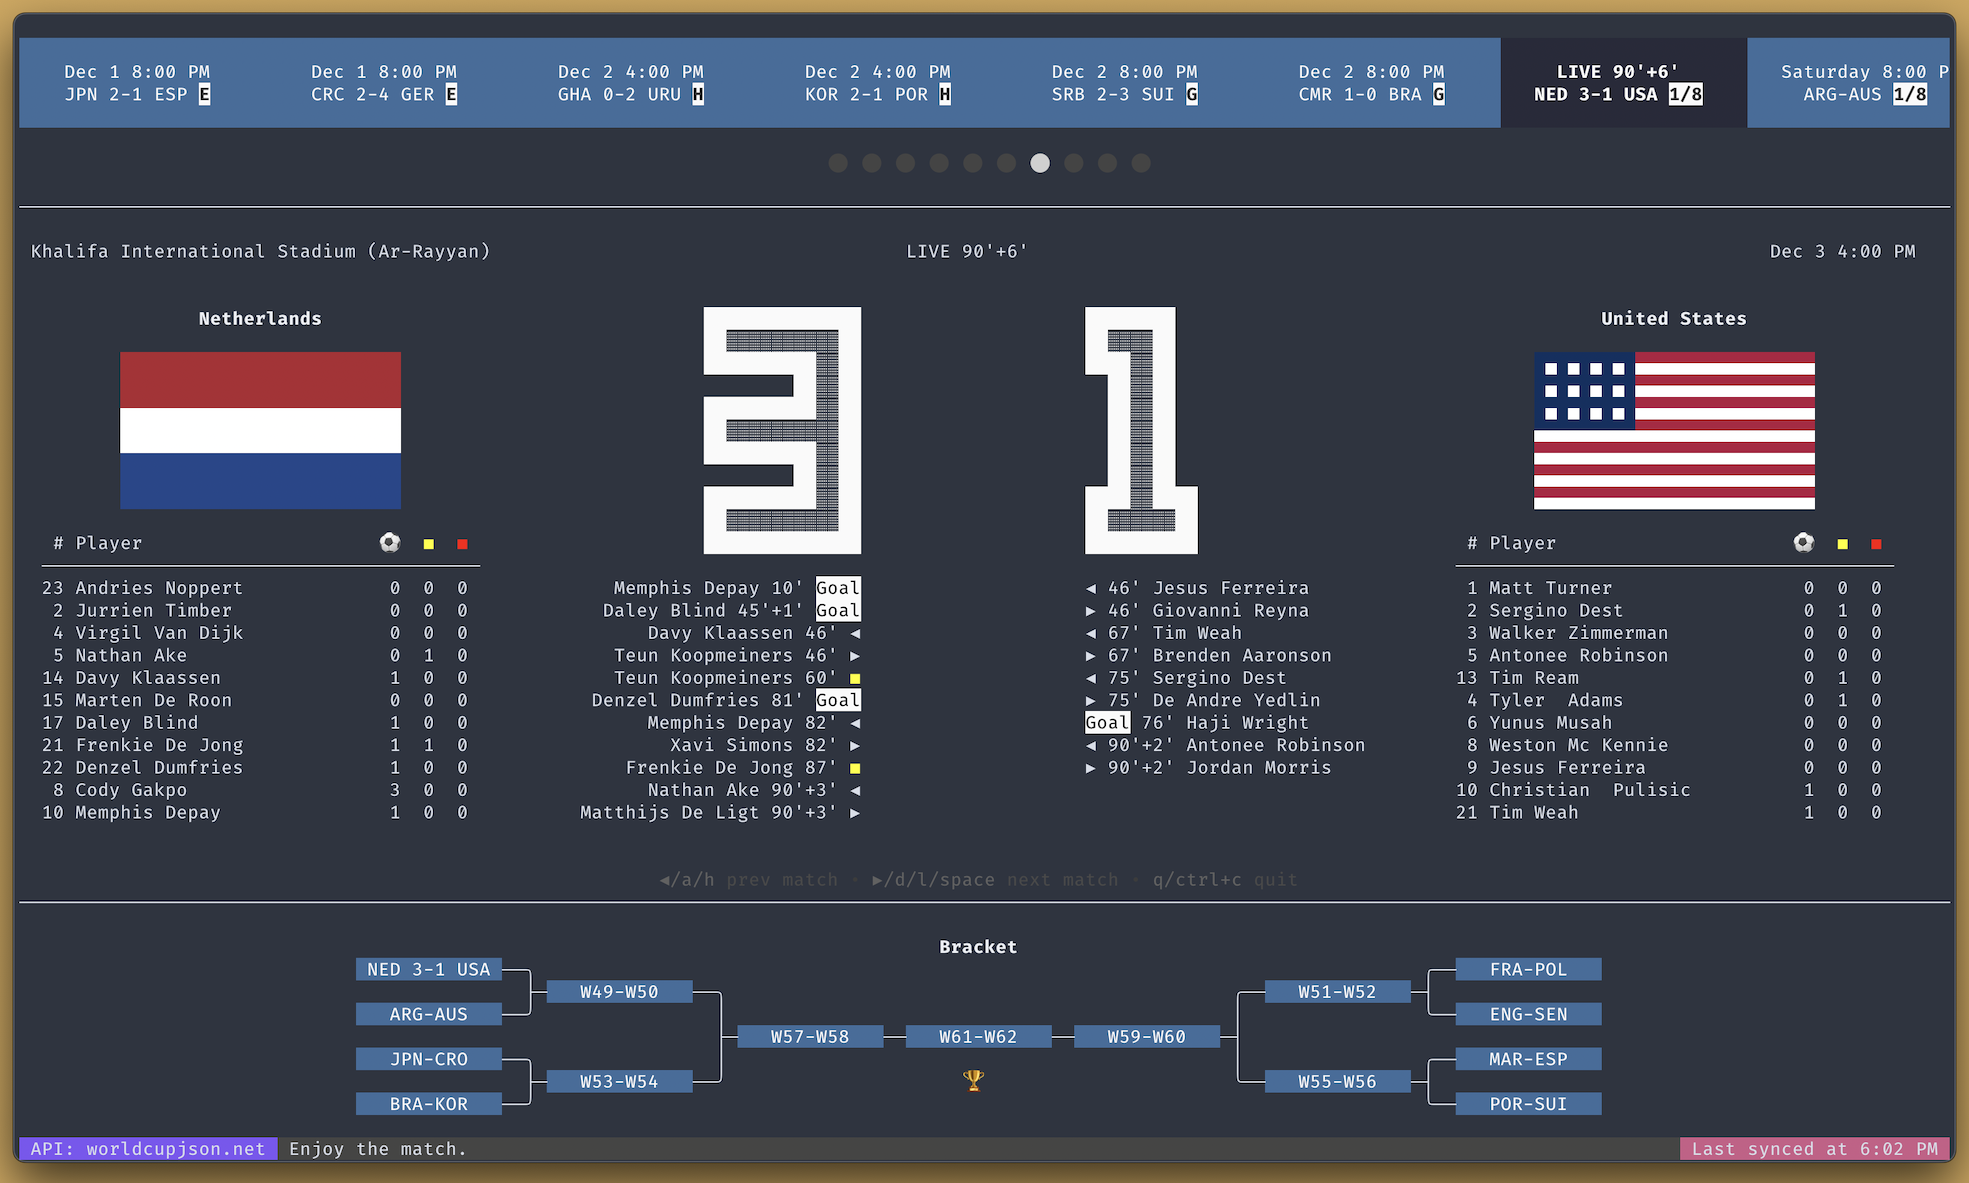 Dec 1 8:00 PM Dec 1 8:00 PM Dec 2 4:00 PM Dec 2 4:00 PM Dec 2 8:00 PM Dec 2 8:00 PM LIVE 90'+6' Saturday 8:00 P
JPN 2-1 ESP E CRC 2-4 GER E GHA 0-2 URU H KOR 2-1 POR H SRB 2-3 SUI G CMR 1-0 BRA G NED 3-1 USA 1/8 ARG-AUS 1/8
Khalifa International Stadium (Ar-Rayyan) LIVE 90'+6' Dec 3 4:00 PM
Netherlands
3 1
United States
# Player
23 Andries Noppert 0 0 0
2 Jurrien Timber 0 0 0
4 Virgil Van Dijk 0 0 0
5 Nathan Ake 0 1 0
14 Davy Klaassen 1 0 0
15 Marten De Roon 0 0 0
17 Daley Blind 1 0 0
21 Frenkie De Jong 1 1 0
22 Denzel Dumfries 1 0 0
8 Cody Gakpo 3 0 0
10 Memphis Depay 1 0 0
Memphis Depay 10' Goal
Daley Blind 45'+1' Goal
Davy Klaassen 46' ◀
Teun Koopmeiners 46' ▶
Teun Koopmeiners 60'
Denzel Dumfries 81' Goal
Memphis Depay 82' ◀
Xavi Simons 82' ▶
Frenkie De Jong 87'
Nathan Ake 90'+3' ◀
Matthijs De Ligt 90'+3' ▶
◀ 46' Jesus Ferreira
▶ 46' Giovanni Reyna
◀ 67' Tim Weah
▶ 67' Brenden Aaronson
◀ 75' Sergino Dest
▶ 75' De Andre Yedlin
Goal 76' Haji Wright
◀ 90'+2' Antonee Robinson
▶ 90'+2' Jordan Morris
# Player
1 Matt Turner 0 0 0
2 Sergino Dest 0 1 0
3 Walker Zimmerman 0 0 0
5 Antonee Robinson 0 0 0
13 Tim Ream 0 1 0
4 Tyler  Adams 0 1 0
6 Yunus Musah 0 0 0
8 Weston Mc Kennie 0 0 0
9 Jesus Ferreira 0 0 0
10 Christian  Pulisic 1 0 0
21 Tim Weah 1 0 0
◀/a/h prev match · ▶/d/l/space next match · q/ctrl+c quit
Bracket
NED 3-1 USA
ARG-AUS
JPN-CRO
BRA-KOR
W49-W50
W53-W54
W57-W58 W61-W62 W59-W60
W51-W52
W55-W56
FRA-POL
ENG-SEN
MAR-ESP
POR-SUI
API: worldcupjson.net Enjoy the match. Last synced at 6:02 PM